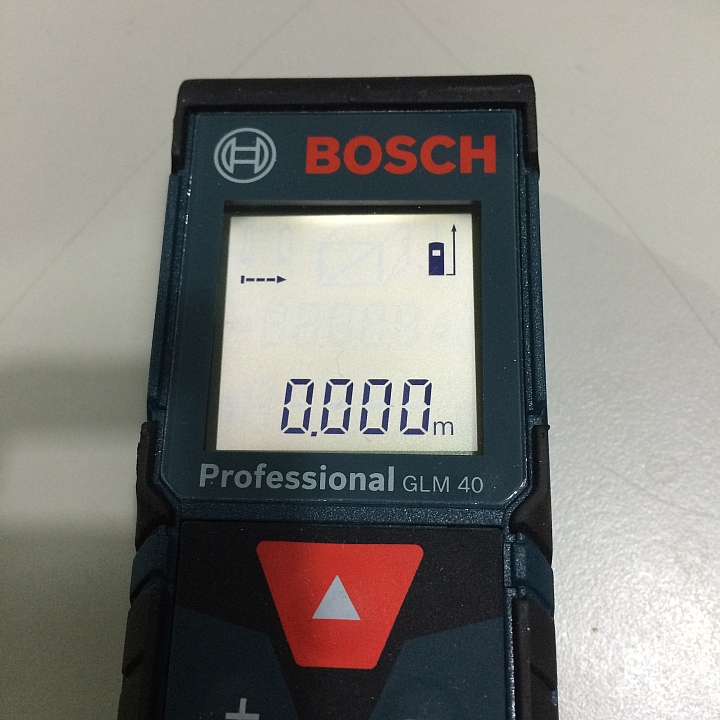 BOSCH
0.000m
Professional GLM 40
+